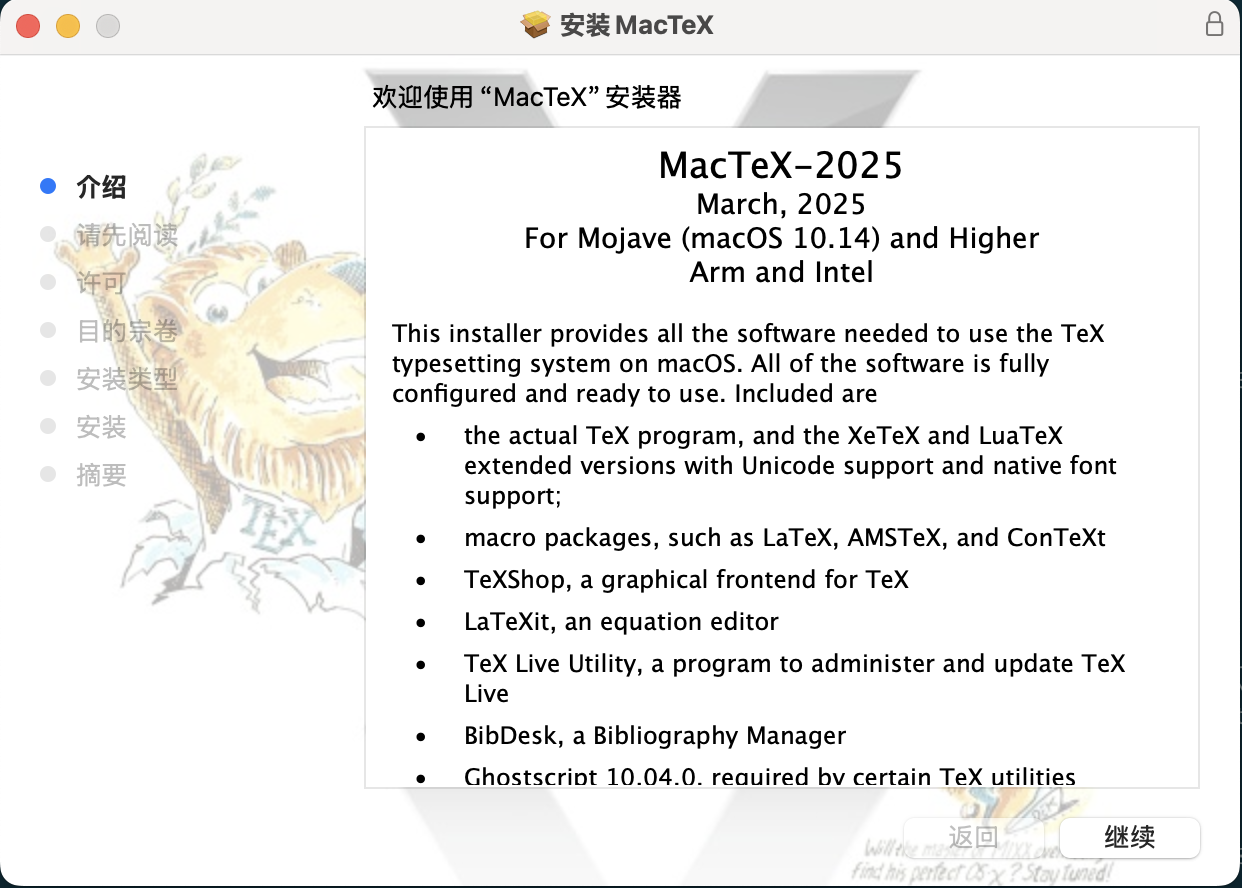 安装 MacTeX
欢迎使用 “MacTeX” 安装器
介绍
请先阅读
许可
目的宗卷
安装类型
安装
摘要
MacTeX-2025
March, 2025
For Mojave (macOS 10.14) and Higher
Arm and Intel
This installer provides all the software needed to use the TeX
typesetting system on macOS. All of the software is fully
configured and ready to use. Included are
• the actual TeX program, and the XeTeX and LuaTeX
extended versions with Unicode support and native font
support;
• macro packages, such as LaTeX, AMSTeX, and ConTeXt
• TeXShop, a graphical frontend for TeX
• LaTeXit, an equation editor
• TeX Live Utility, a program to administer and update TeX
Live
• BibDesk, a Bibliography Manager
• Ghostscript 10.04.0, required by certain TeX utilities
TEX
返回
继续
Will the master of MIXX over
find his perfect OS-X? Stay tuned!